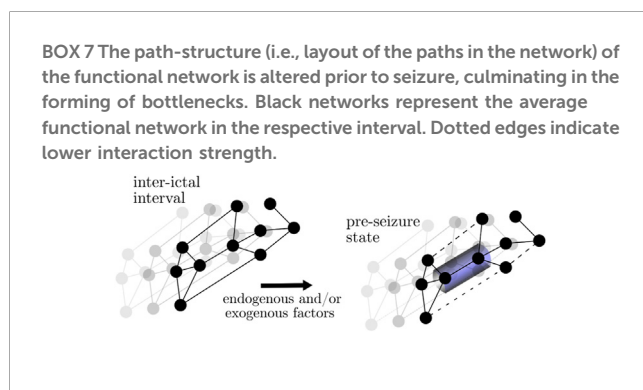 BOX 7 The path-structure (i.e., layout of the paths in the network) of
the functional network is altered prior to seizure, culminating in the
forming of bottlenecks. Black networks represent the average
functional network in the respective interval. Dotted edges indicate
lower interaction strength.
inter-ictal
interval
pre-seizure
state
endogenous and/or
exogenous factors